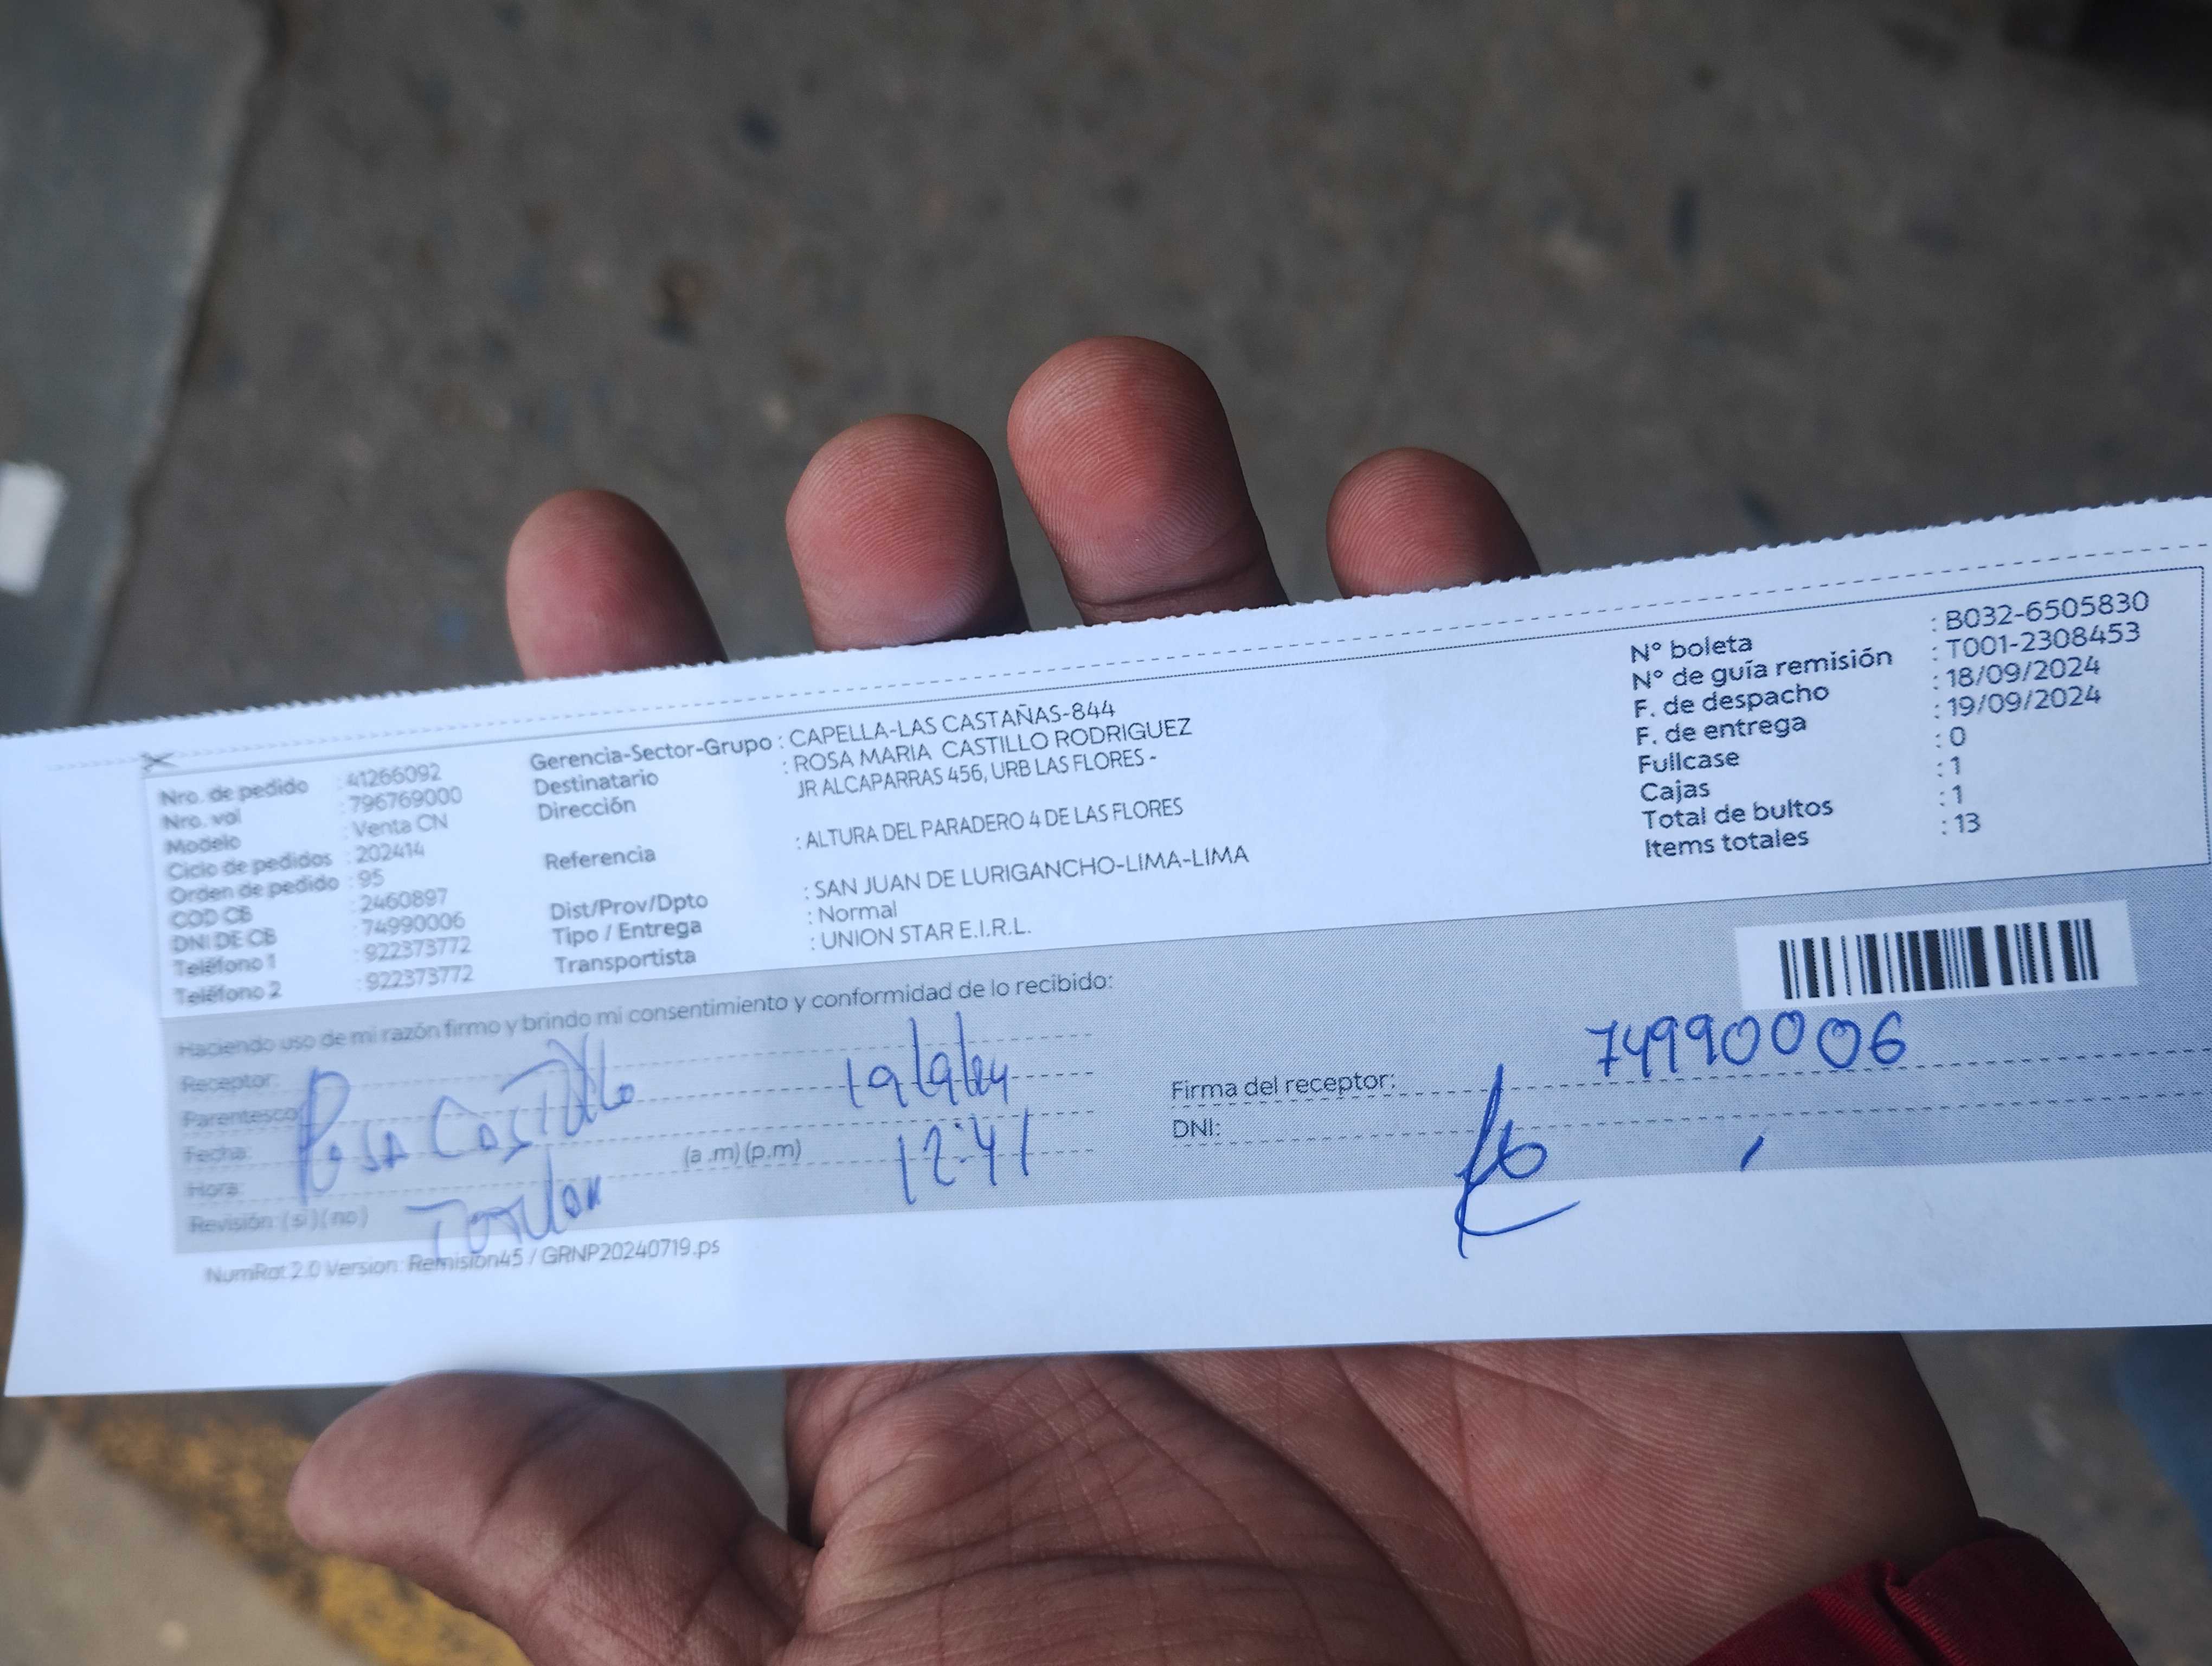 Nro. de pedido : 41266092
Nro. val : 796769000
Modelo : Venta CN
Ciclo de pedidos : 202414
Orden de pedido : 95
COD CB : 2460897
DNI DE CB : 74990006
Teléfono 1 : 922373772
Teléfono 2 : 922373772
Gerencia-Sector-Grupo : CAPELLA-LAS CASTAÑAS-844
Destinatario : ROSA MARIA CASTILLO RODRIGUEZ
Dirección JR ALCAPARRAS 456, URB LAS FLORES -
Referencia : ALTURA DEL PARADERO 4 DE LAS FLORES
Dist/Prov/Dpto : SAN JUAN DE LURIGANCHO-LIMA-LIMA
Tipo / Entrega : Normal
Transportista : UNION STAR E.I.R.L.
N° boleta : B032-6505830
N° de guía remisión : T001-2308453
F. de despacho : 18/09/2024
F. de entrega : 19/09/2024
Fullcase : 0
Cajas : 1
Total de bultos : 1
Items totales : 13
Haciendo uso de mi razón firmo y brindo mi consentimiento y conformidad de lo recibido:
Receptor:
Parentesco:
Rosa Castillo
19/9/24
Fecha:
Hora: (a .m) (p.m) 12:41
Revisión: (si) (no)
Firma del receptor: 74990006
DNI:
NumRot 2.0 Version: Remision45 / GRNP20240719.ps